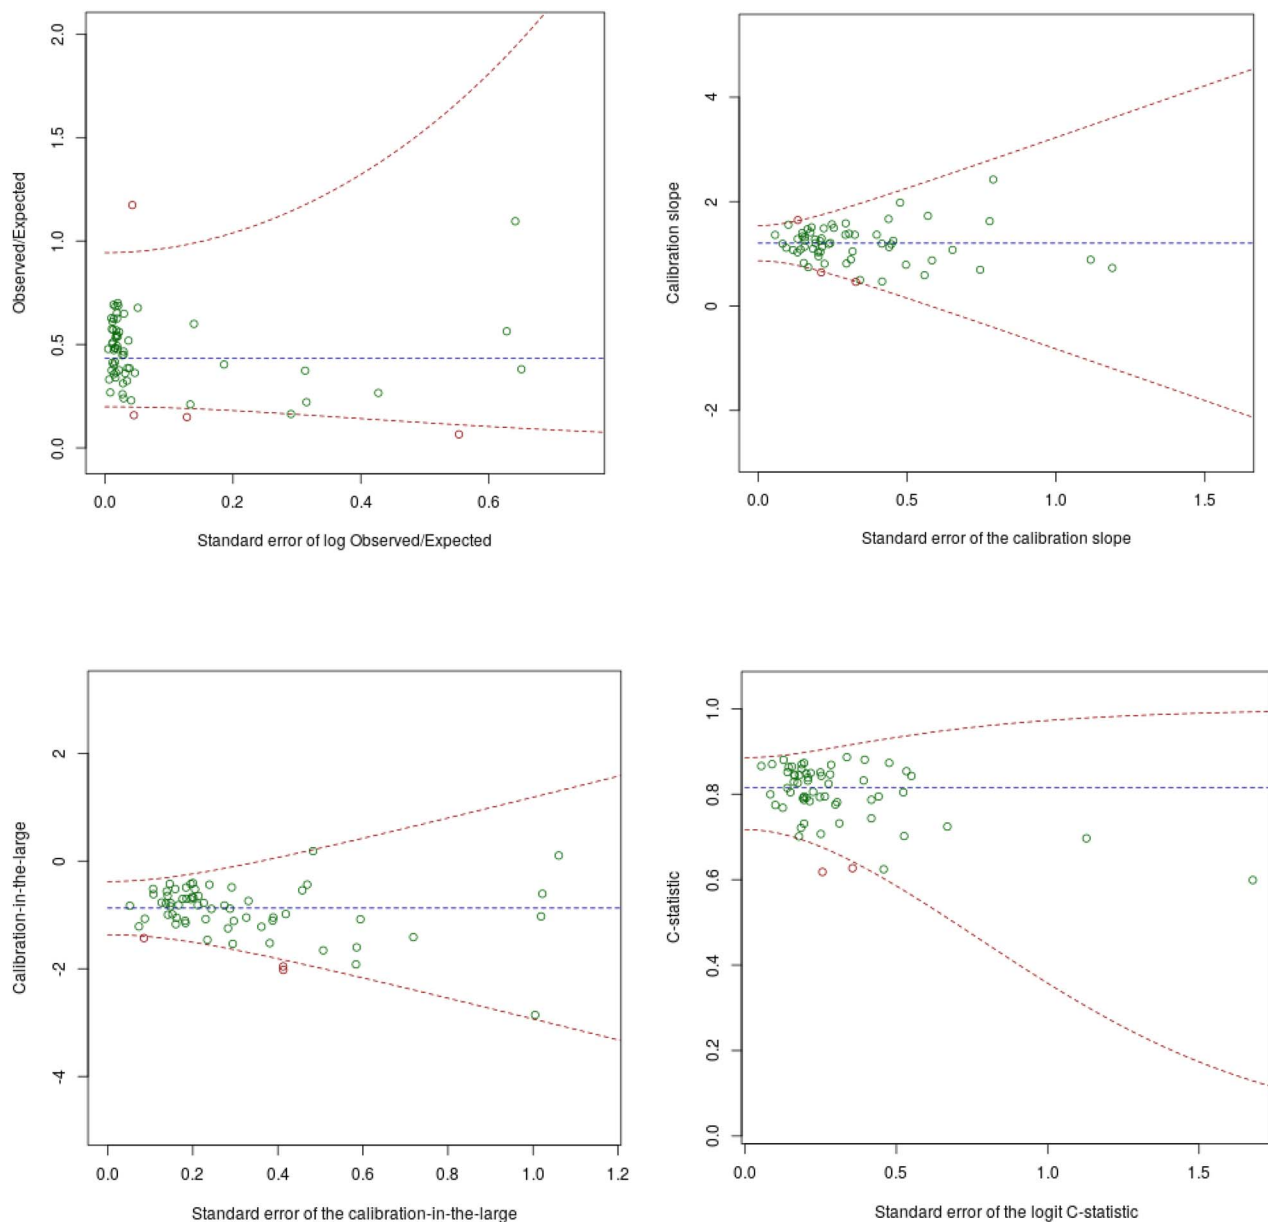 2.0
1.5
1.0
0.5
0.0
Observed/Expected
0.0 0.2 0.4 0.6
Standard error of log Observed/Expected
4
2
0
-2
Calibration slope
0.0 0.5 1.0 1.5
Standard error of the calibration slope
2
0
-2
-4
Calibration-in-the-large
0.0 0.2 0.4 0.6 0.8 1.0 1.2
Standard error of the calibration-in-the-large
1.0
0.8
0.6
0.4
0.2
0.0
C-statistic
0.0 0.5 1.0 1.5
Standard error of the logit C-statistic